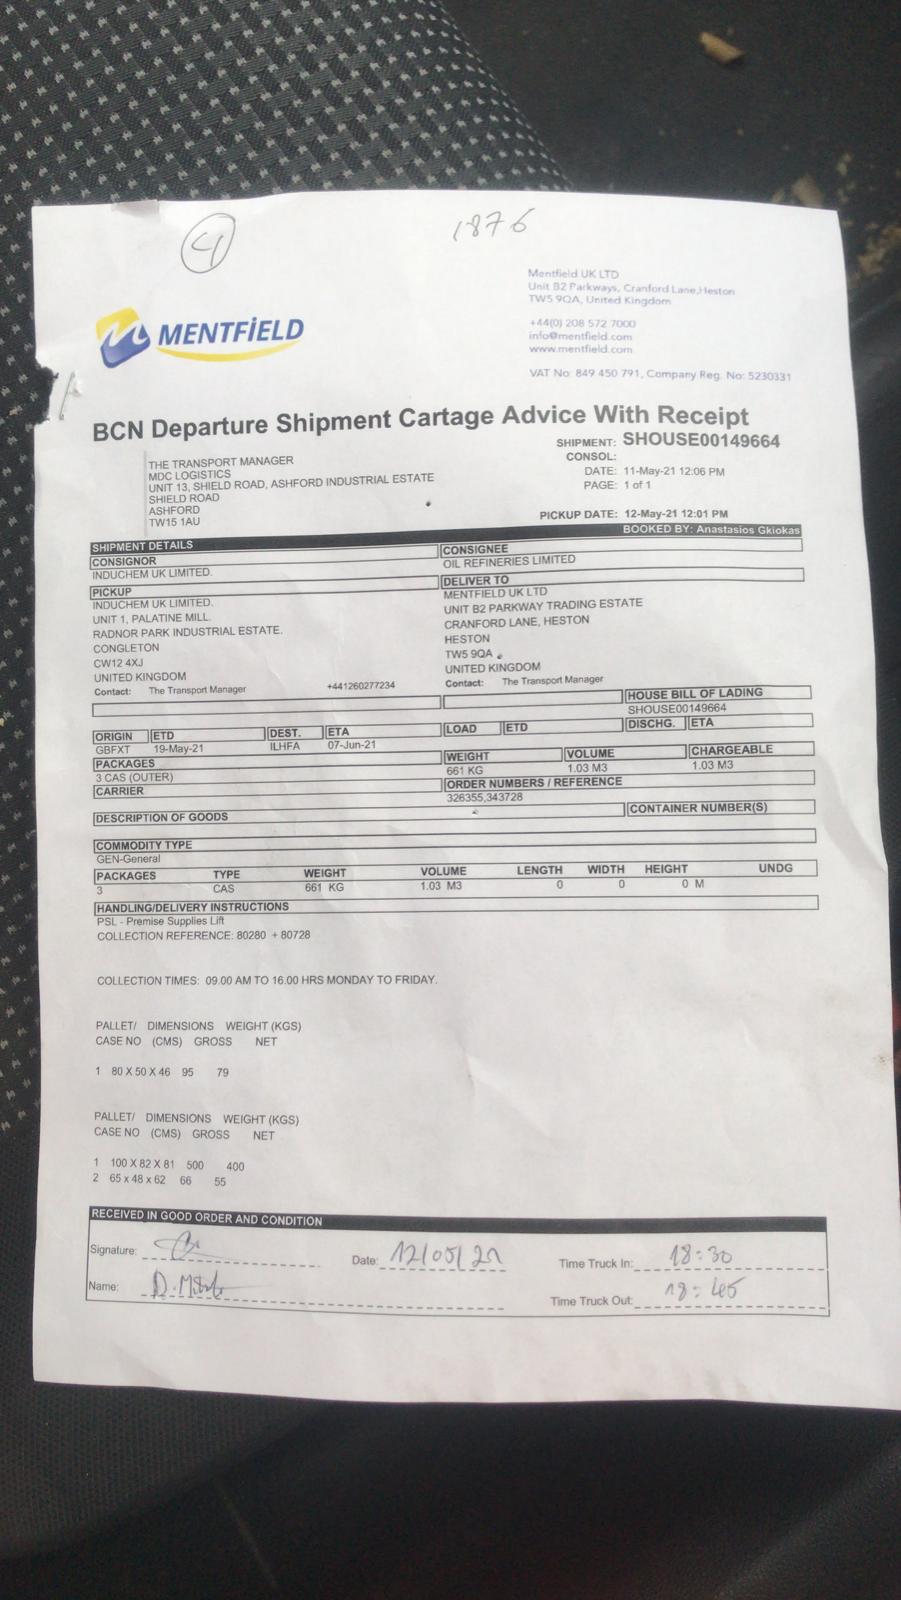 4
1876
Mentfield UK LTD
Unit B2 Parkways, Cranford Lane,Heston
TW5 9QA, United Kingdom
+44(0) 208 572 7000
info@mentfield.com
www.mentfield.com
VAT No: 849 450 791, Company Reg. No: 5230331
MENTFiELD
BCN Departure Shipment Cartage Advice With Receipt
SHIPMENT: SHOUSE00149664
CONSOL:
DATE: 11-May-21 12:06 PM
PAGE: 1 of 1
THE TRANSPORT MANAGER
MDC LOGISTICS
UNIT 13, SHIELD ROAD, ASHFORD INDUSTRIAL ESTATE
SHIELD ROAD
ASHFORD
TW15 1AU
PICKUP DATE: 12-May-21 12:01 PM
BOOKED BY: Anastasios Gkiokas
SHIPMENT DETAILS
CONSIGNOR
INDUCHEM UK LIMITED.
CONSIGNEE
OIL REFINERIES LIMITED
PICKUP
INDUCHEM UK LIMITED.
UNIT 1, PALATINE MILL.
RADNOR PARK INDUSTRIAL ESTATE.
CONGLETON
CW12 4XJ
UNITED KINGDOM
Contact: The Transport Manager +441260277234
DELIVER TO
MENTFIELD UK LTD
UNIT B2 PARKWAY TRADING ESTATE
CRANFORD LANE, HESTON
HESTON
TW5 9QA
UNITED KINGDOM
Contact: The Transport Manager
HOUSE BILL OF LADING
SHOUSE00149664
ORIGIN ETD DEST. ETA LOAD ETD DISCHG. ETA
GBFXT 19-May-21 ILHFA 07-Jun-21
PACKAGES WEIGHT VOLUME CHARGEABLE
3 CAS (OUTER) 661 KG 1.03 M3 1.03 M3
CARRIER ORDER NUMBERS / REFERENCE
326355,343728
DESCRIPTION OF GOODS CONTAINER NUMBER(S)
COMMODITY TYPE
GEN-General
PACKAGES TYPE WEIGHT VOLUME LENGTH WIDTH HEIGHT UNDG
3 CAS 661 KG 1.03 M3 0 0 0 M
HANDLING/DELIVERY INSTRUCTIONS
PSL - Premise Supplies Lift
COLLECTION REFERENCE: 80280 + 80728
COLLECTION TIMES: 09.00 AM TO 16.00 HRS MONDAY TO FRIDAY.
PALLET/ DIMENSIONS WEIGHT (KGS)
CASE NO (CMS) GROSS NET
1 80 X 50 X 46 95 79
PALLET/ DIMENSIONS WEIGHT (KGS)
CASE NO (CMS) GROSS NET
1 100 X 82 X 81 500 400
2 65 x 48 x 62 66 55
RECEIVED IN GOOD ORDER AND CONDITION
Signature: Date: 12/05/21 Time Truck In: 18:30
Name: Time Truck Out: 18:45